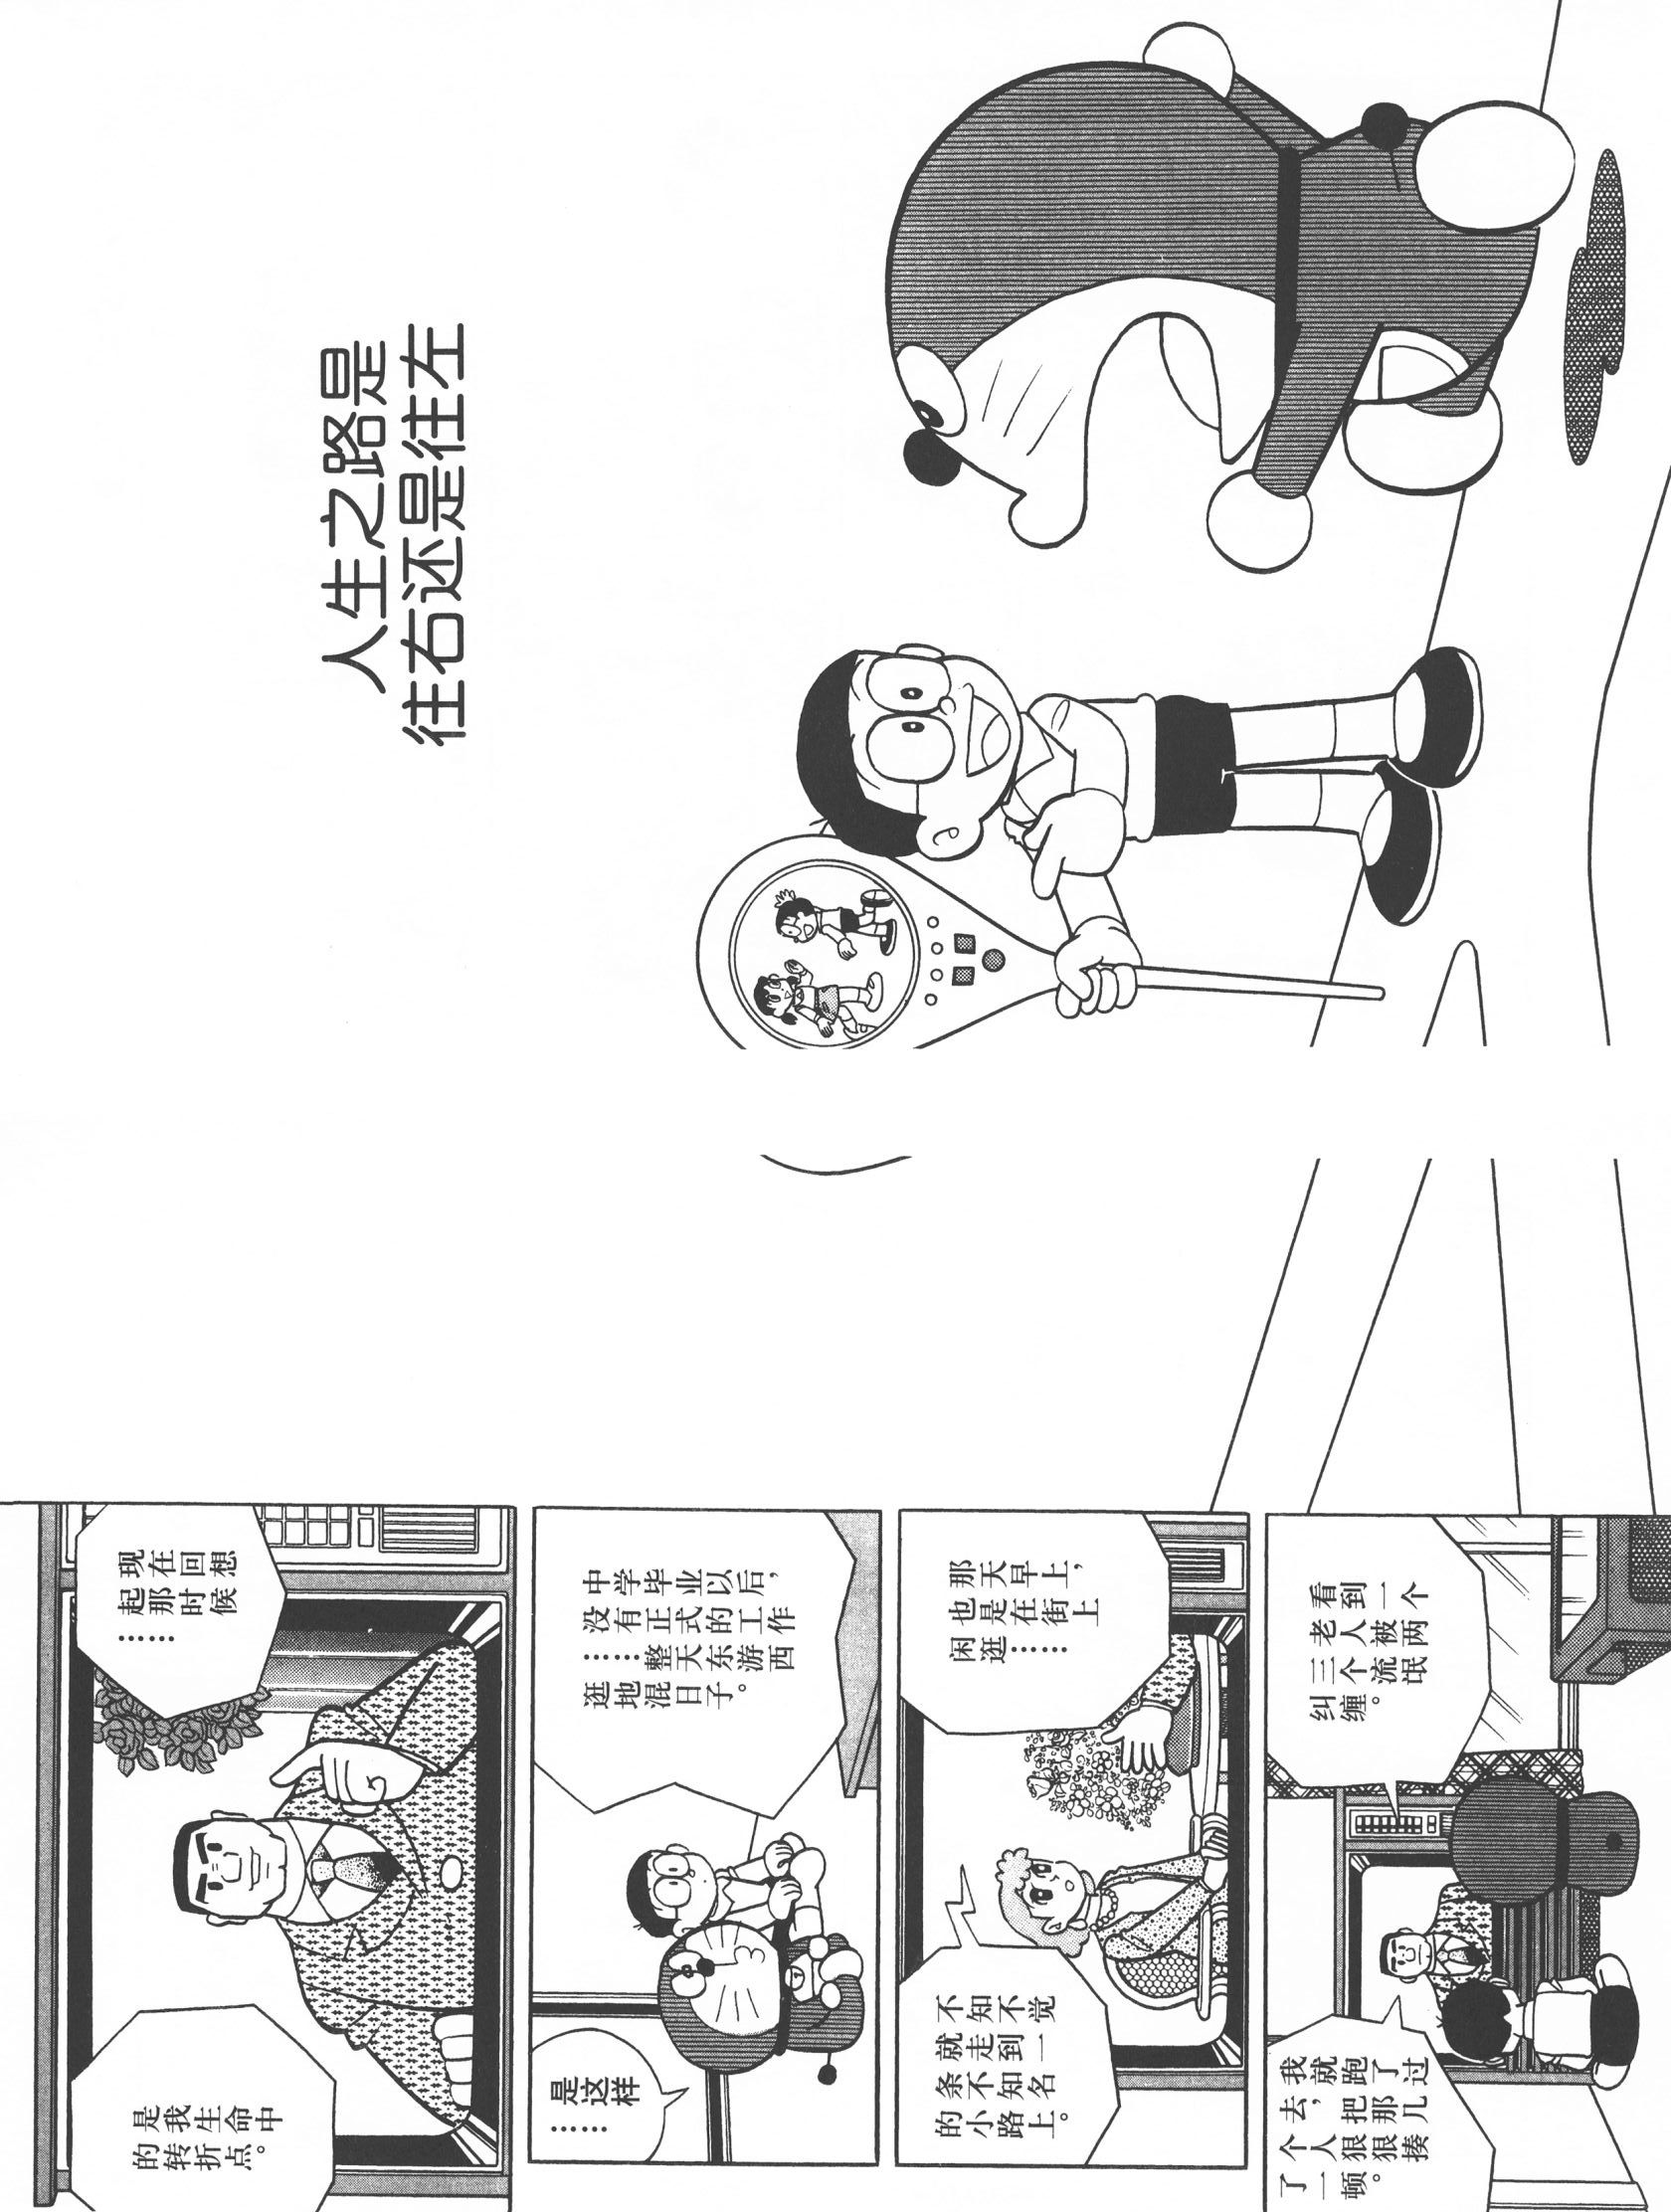 人生之路是
往右还是往左
现在回想
起那时候
……
是我生命中
的转折点。
中学毕业以后，
没有正式的工作
……整天东游西
逛地混日子。
……是这样
那天早上，
也是在街上
闲逛……
不知不觉
就走到一
条不知名
的小路上。
看到一个
老人被两
三个流氓
纠缠。
我就跑了过
去，把那几
个人狠狠揍
了一顿。